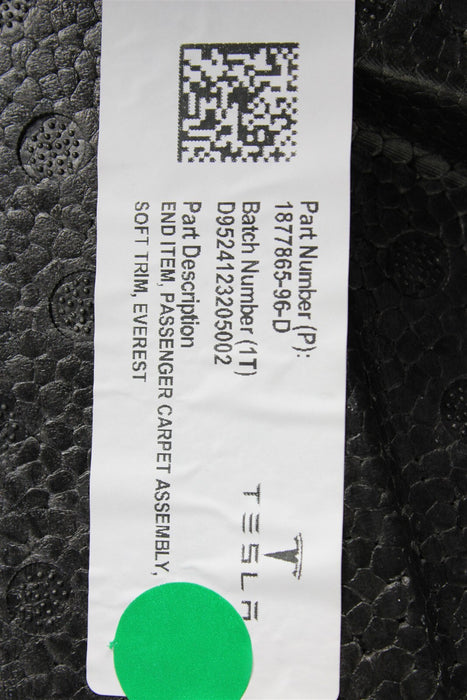 Part Number (P):
1877865-96-D
Batch Number (1T)
D9524123205002
Part Description
END ITEM, PASSENGER CARPET ASSEMBLY,
SOFT TRIM, EVEREST
TESLA